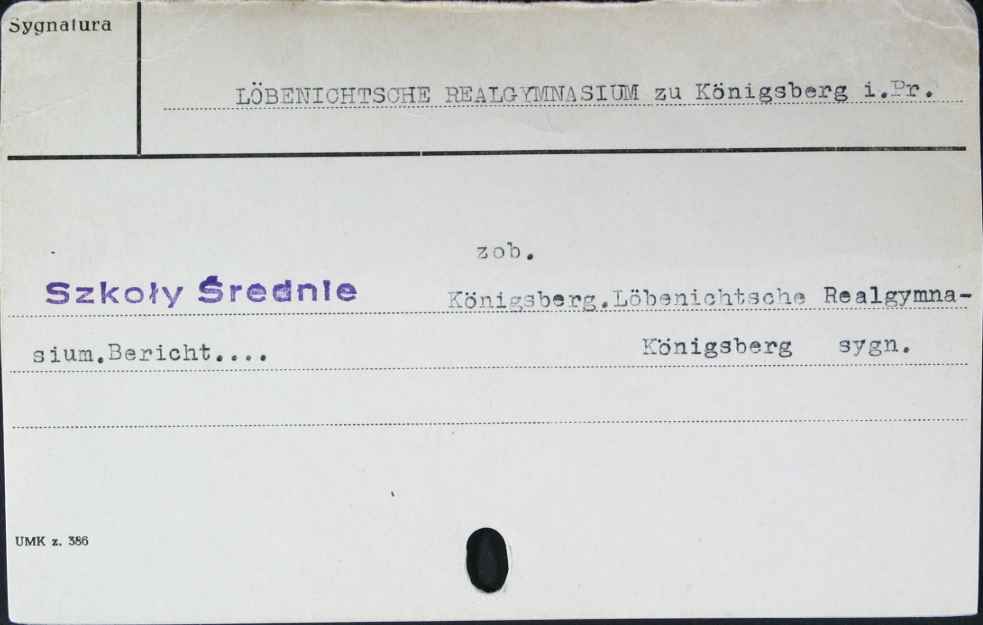 Sygnatura
LÖBENICHTSCHE REALGYMNASIUM zu Königsberg i.Pr.
zob.
Szkoły Średnie
Königsberg.Löbenichtsche Realgymna-
sium.Bericht.... Königsberg sygn.
UMK z. 386